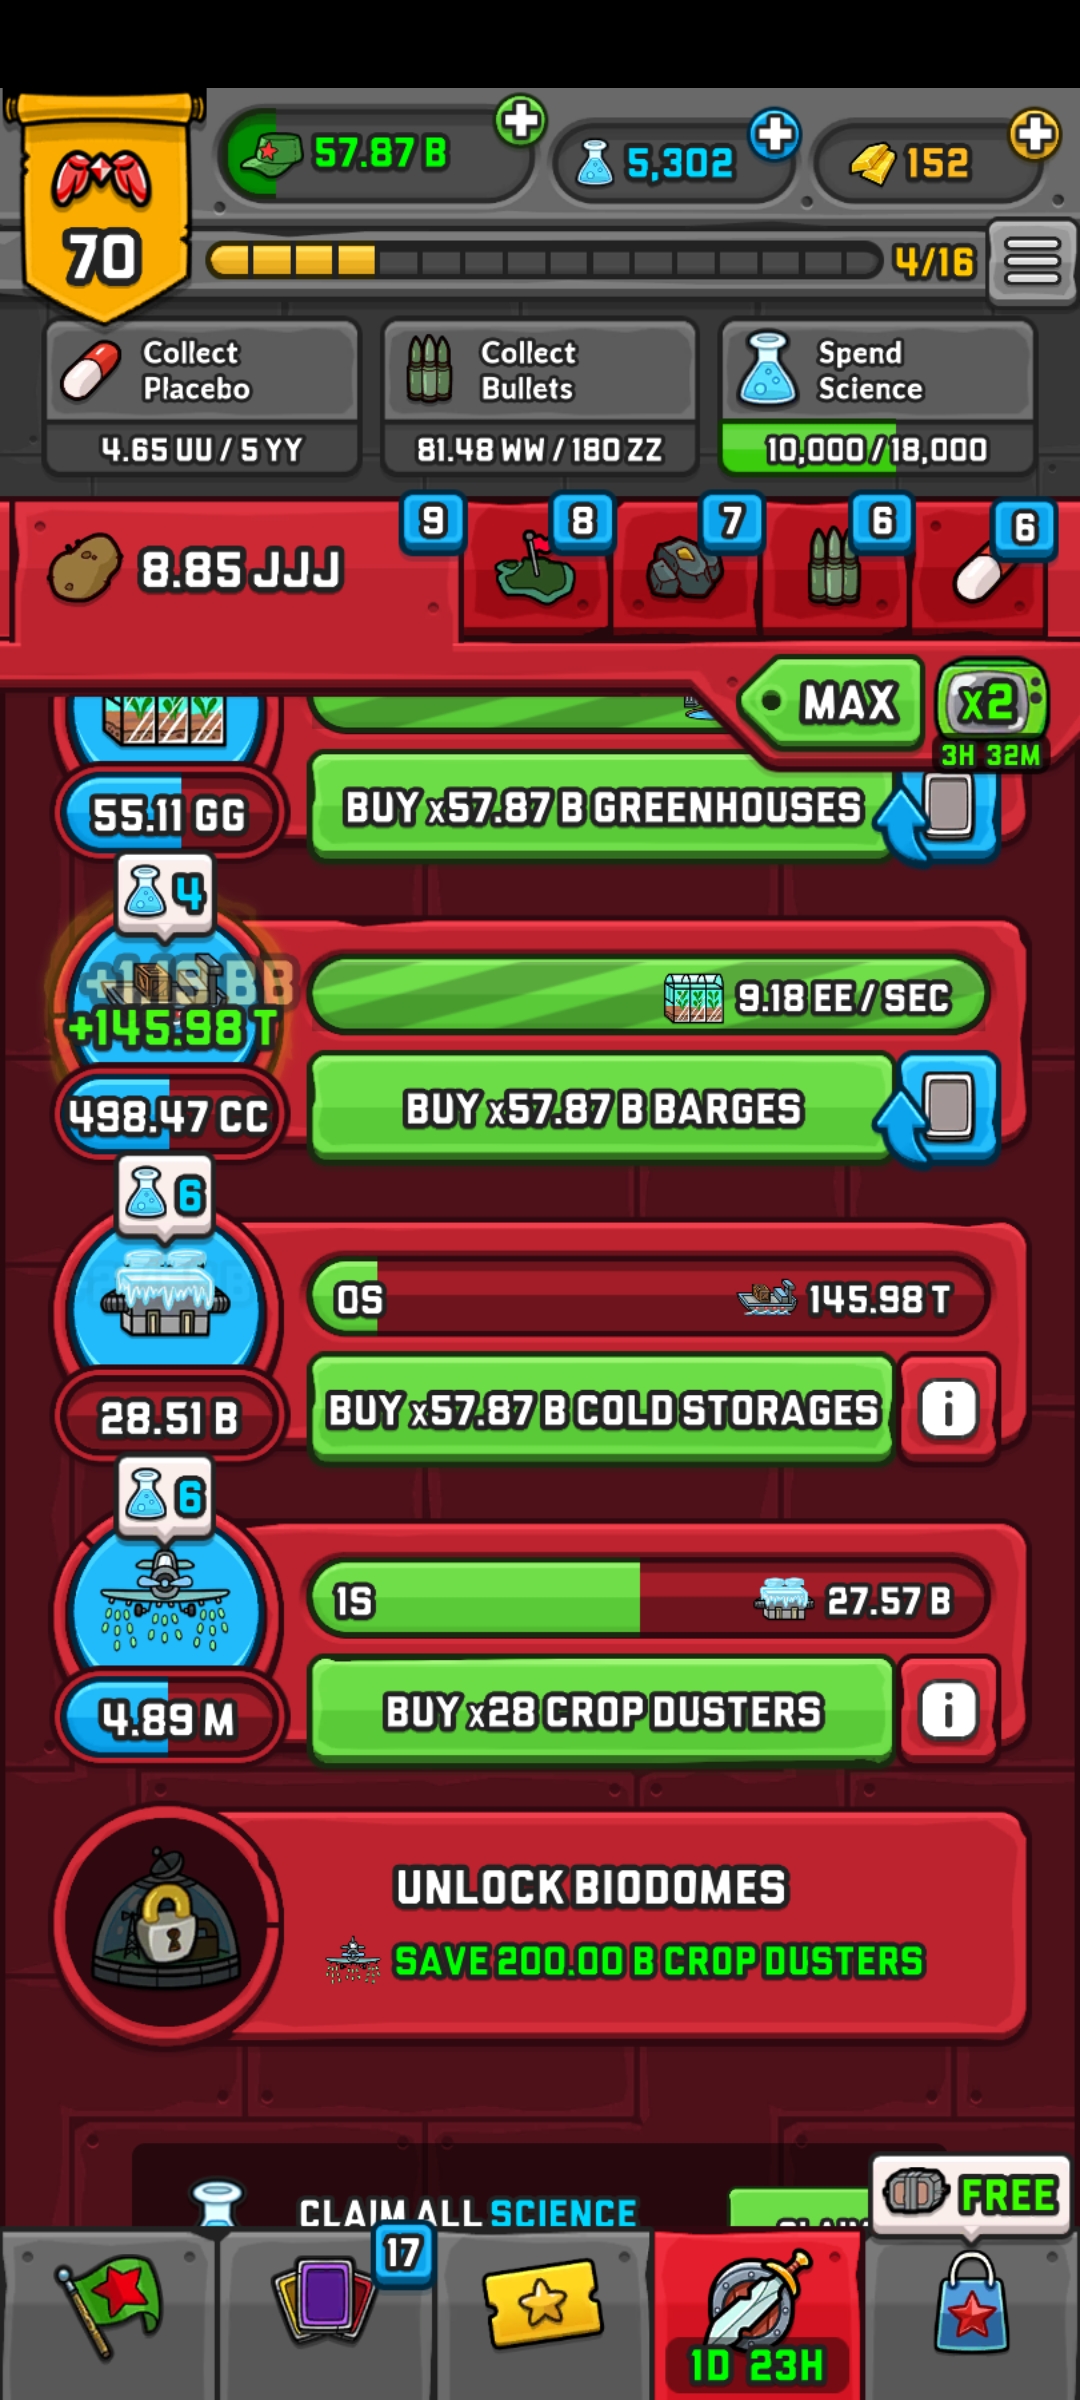 57.87 B
5,302
152
70
4/16
Collect
Placebo
4.65 UU / 5 YY
Collect
Bullets
81.48 WW / 180 ZZ
Spend
Science
10,000 / 18,000
8.85 JJJ
9
8
7
6
6
MAX
x2
3H 32M
55.11 GG
BUY x57.87 B GREENHOUSES
4
+1.19 BB
+145.98 T
9.18 EE / SEC
498.47 CC
BUY x57.87 B BARGES
6
0S
145.98 T
28.51 B
BUY x57.87 B COLD STORAGES
i
6
1S
27.57 B
4.89 M
BUY x28 CROP DUSTERS
i
UNLOCK BIODOMES
SAVE 200.00 B CROP DUSTERS
CLAIM ALL SCIENCE
FREE
17
1D 23H